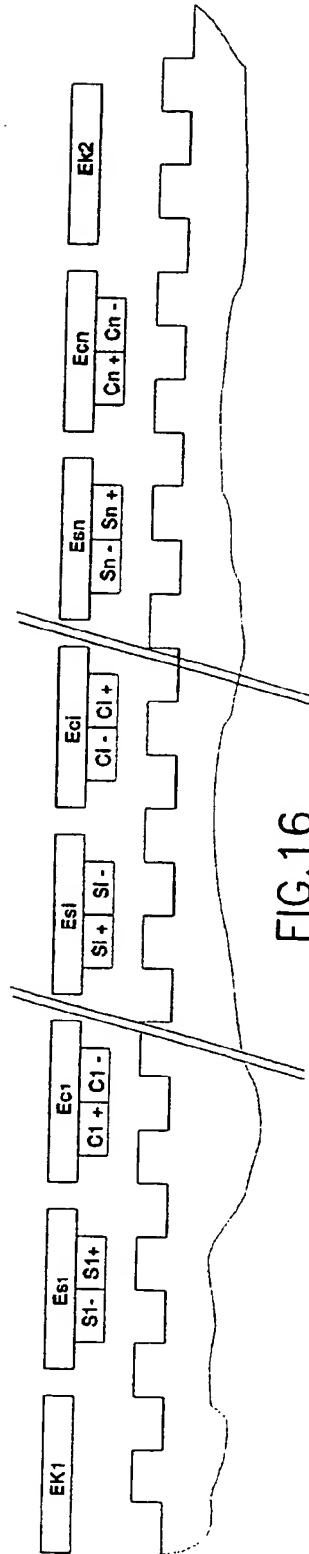 EK1
Es1
S1- S1+
Ec1
C1 + C1 -
Esi
Si + Si -
Eci
Ci - Ci +
Esn
Sn - Sn +
Ecn
Cn + Cn -
EK2
FIG.16